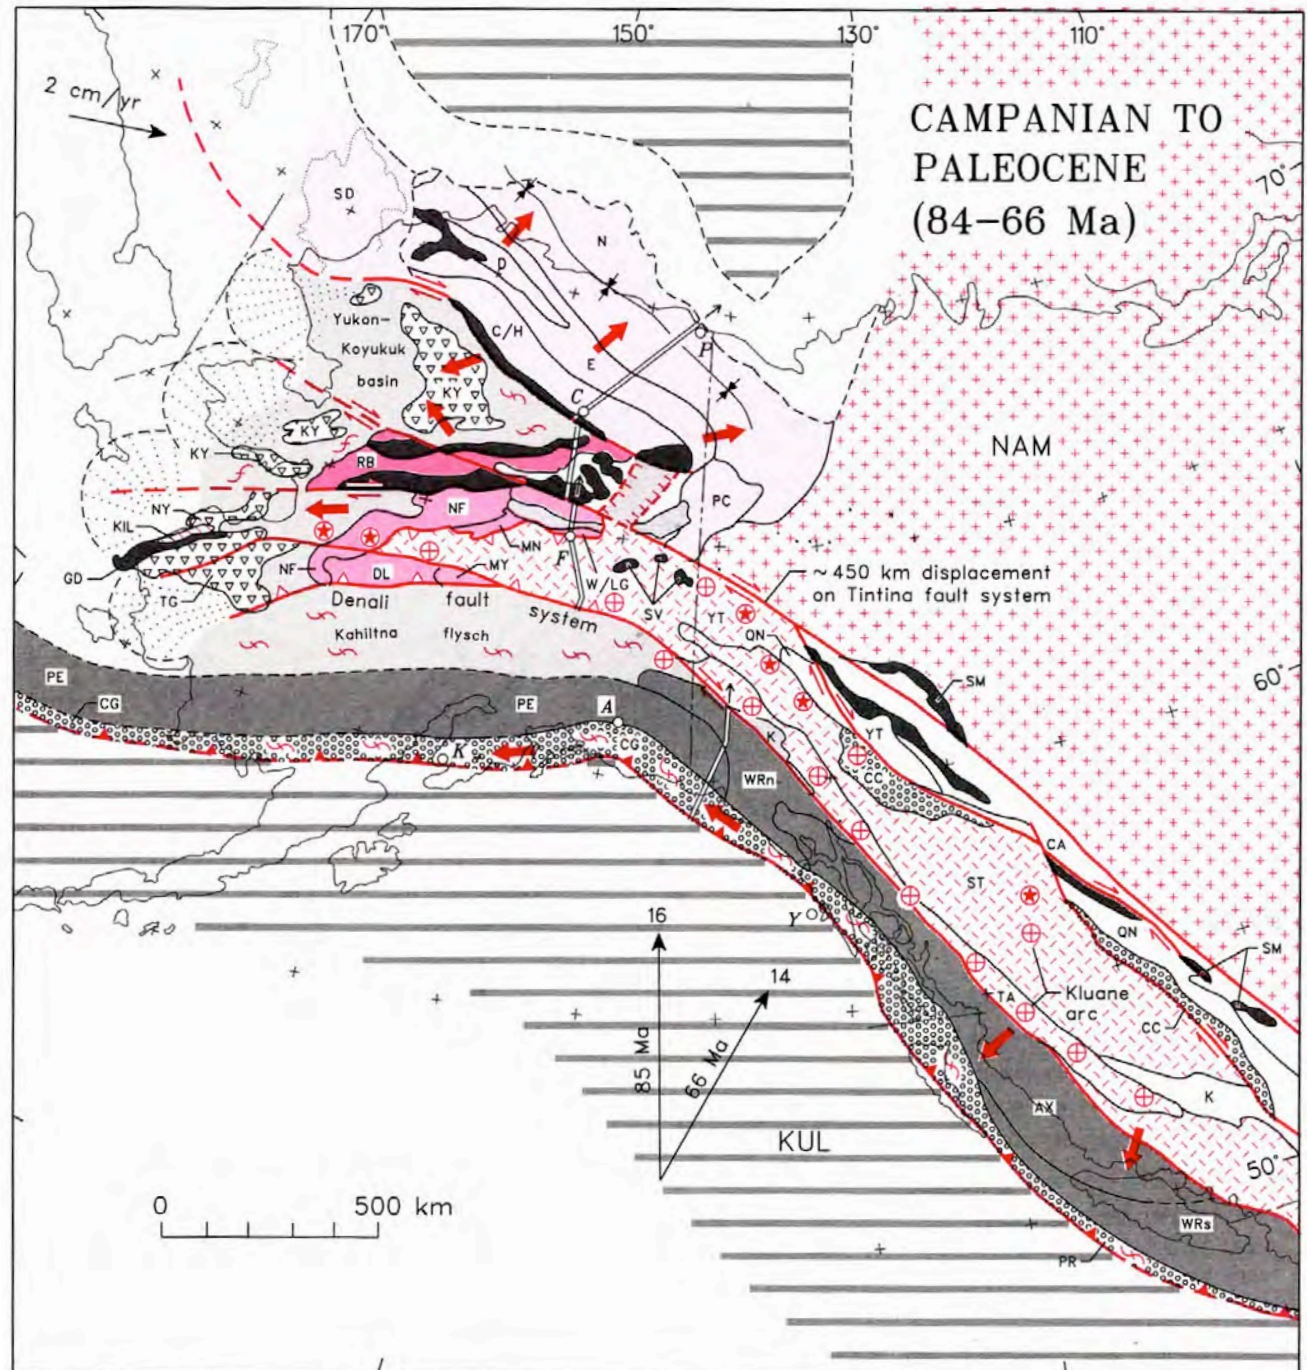 170°
150°
130°
110°
2 cm/yr
CAMPANIAN TO
PALEOCENE
(84–66 Ma)
70°
SD
N
D
Yukon–
Koyukuk
basin
C/H
E
P
KY
C
KY
KY
RB
NAM
NY
KIL
NF
PC
GD
TG
NF
DL
MN
MY
F
W/LG
SV
YT
QN
~450 km displacement
on Tintina fault system
Denali fault system
Kahiltna flysch
60°
PE
CG
PE
A
K
CG
SM
YT
K
CC
WRn
CA
ST
Y
16
14
QN
SM
TA
Kluane
arc
CC
85 Ma
66 Ma
AX
K
KUL
50°
0 500 km
WRs
PR